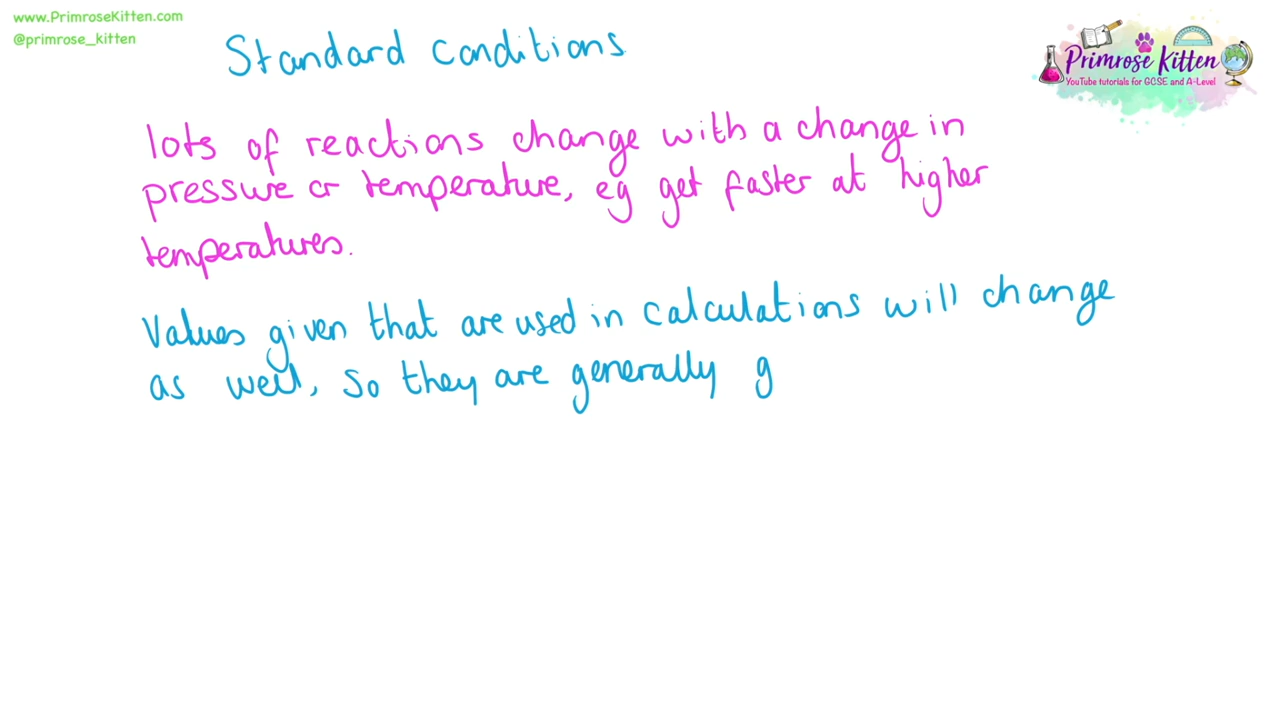 www.PrimroseKitten.com
@primrose_kitten
Standard conditions
Primrose Kitten
YouTube tutorials for GCSE and A-Level
lots of reactions change with a change in
pressure or temperature, eg get faster at higher
temperatures.
Values given that are used in calculations will change
as well, so they are generally g